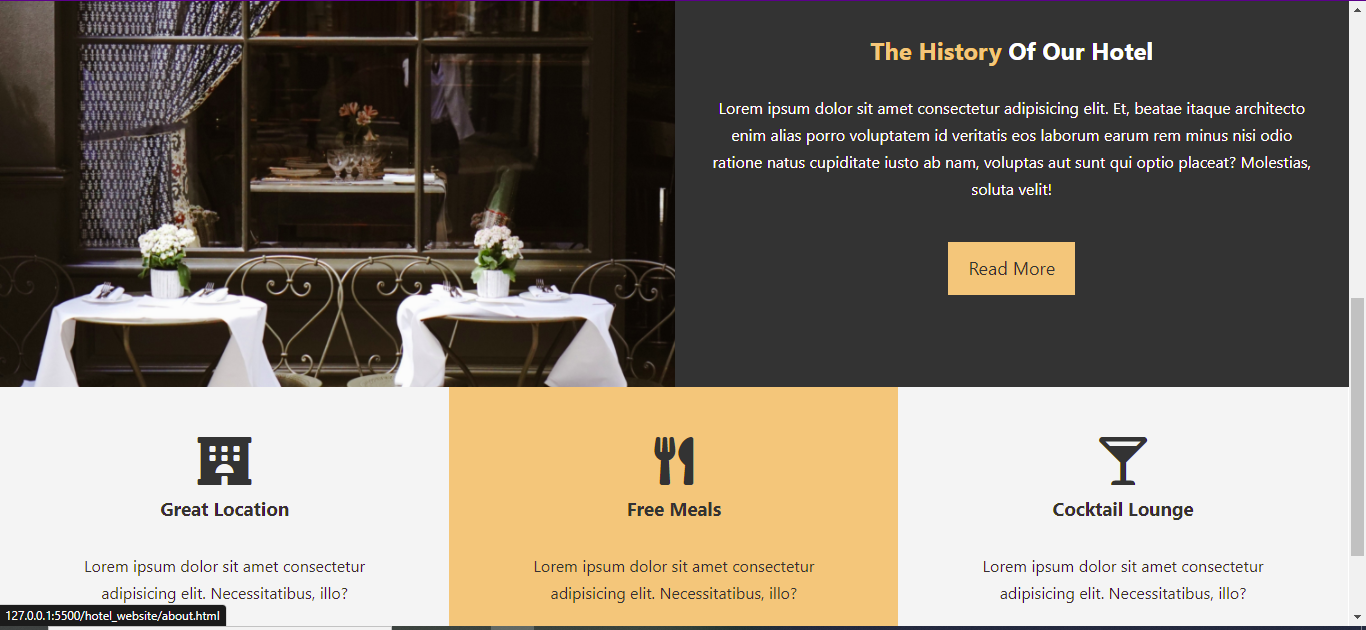 The History Of Our Hotel
Lorem ipsum dolor sit amet consectetur adipisicing elit. Et, beatae itaque architecto
enim alias porro voluptatem id veritatis eos laborum earum rem minus nisi odio
ratione natus cupiditate iusto ab nam, voluptas aut sunt qui optio placeat? Molestias,
soluta velit!
Read More
Great Location
Lorem ipsum dolor sit amet consectetur
adipisicing elit. Necessitatibus, illo?
Free Meals
Lorem ipsum dolor sit amet consectetur
adipisicing elit. Necessitatibus, illo?
Cocktail Lounge
Lorem ipsum dolor sit amet consectetur
adipisicing elit. Necessitatibus, illo?
127.0.0.1:5500/hotel_website/about.html